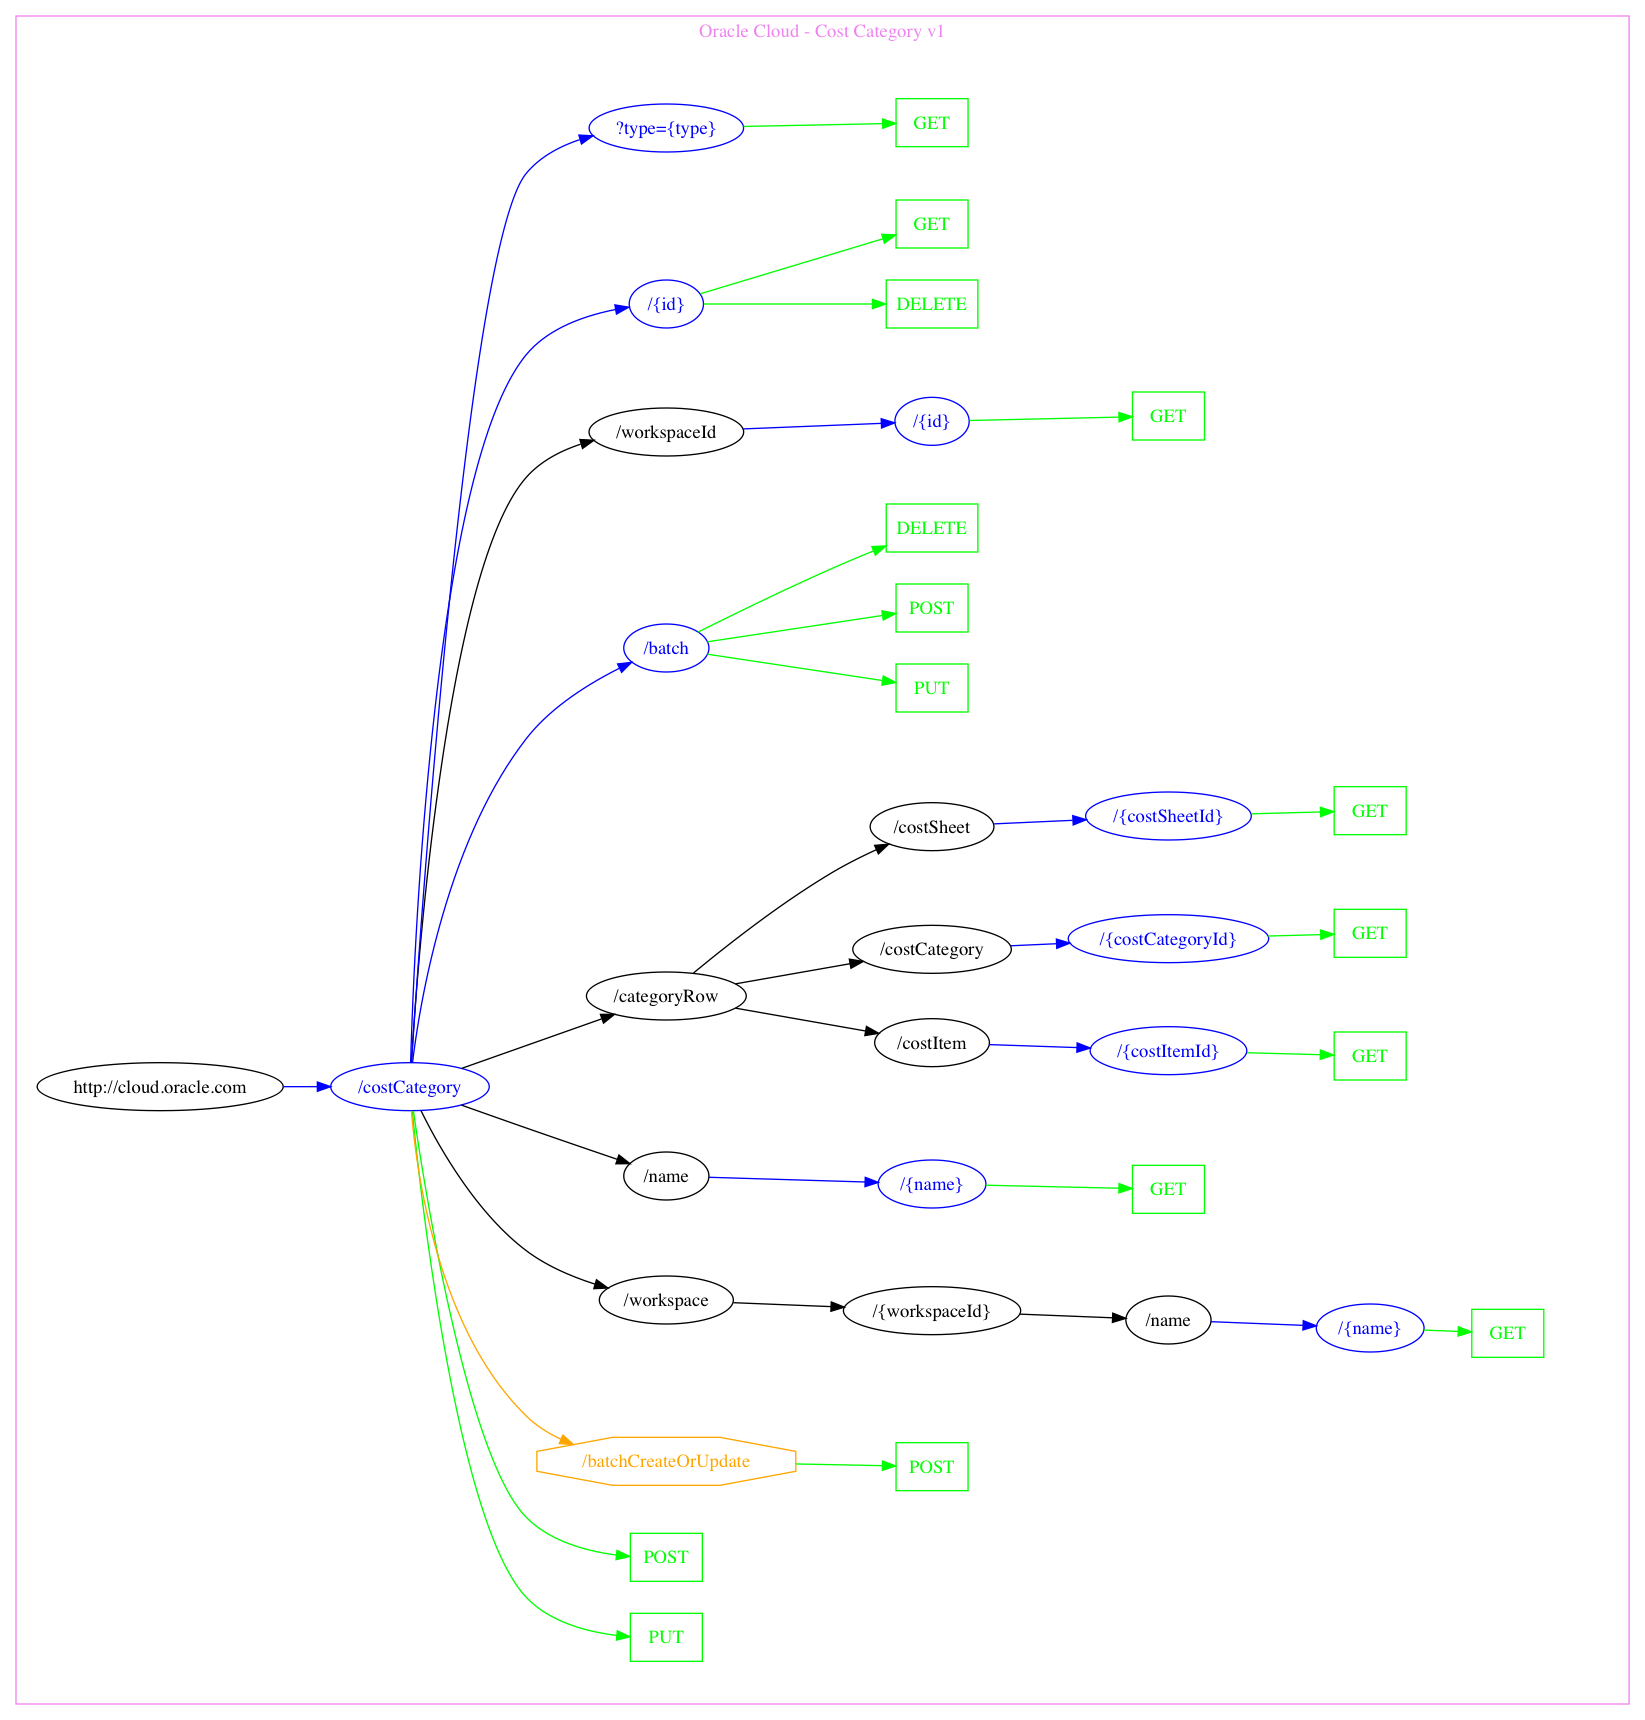 Oracle Cloud - Cost Category v1
?type={type}
GET
GET
/{id}
DELETE
/workspaceId
/{id}
GET
DELETE
POST
/batch
PUT
/costSheet
/{costSheetId}
GET
/costCategory
/{costCategoryId}
GET
/categoryRow
/costItem
/{costItemId}
GET
http://cloud.oracle.com
/costCategory
/name
/{name}
GET
/workspace
/{workspaceId}
/name
/{name}
GET
/batchCreateOrUpdate
POST
POST
PUT